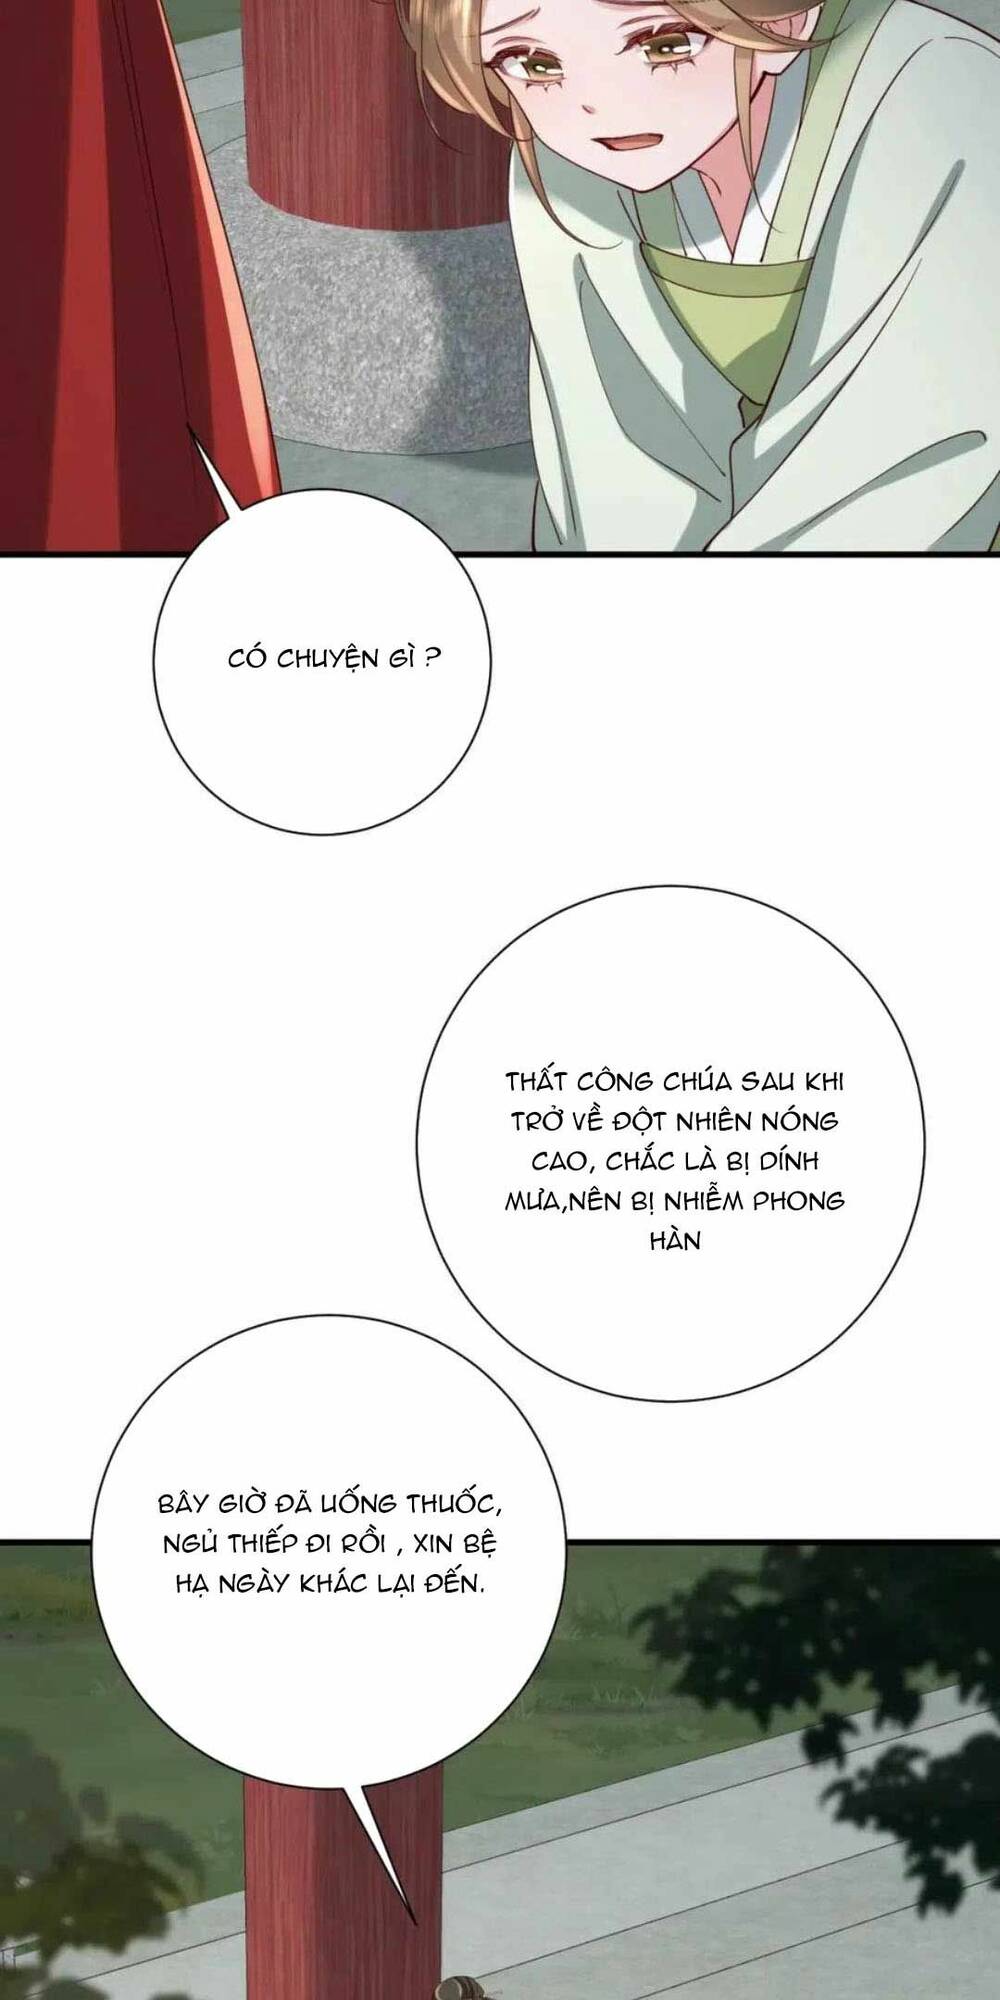 CÓ CHUYỆN GÌ ?
THẤT CÔNG CHÚA SAU KHI
TRỞ VỀ ĐỘT NHIÊN NÓNG
CAO, CHẮC LÀ BỊ DÍNH
MƯA,NÊN BỊ NHIỄM PHONG
HÀN
BÂY GIỜ ĐÃ UỐNG THUỐC,
NGỦ THIẾP ĐI RỒI , XIN BỆ
HẠ NGÀY KHÁC LẠI ĐẾN.